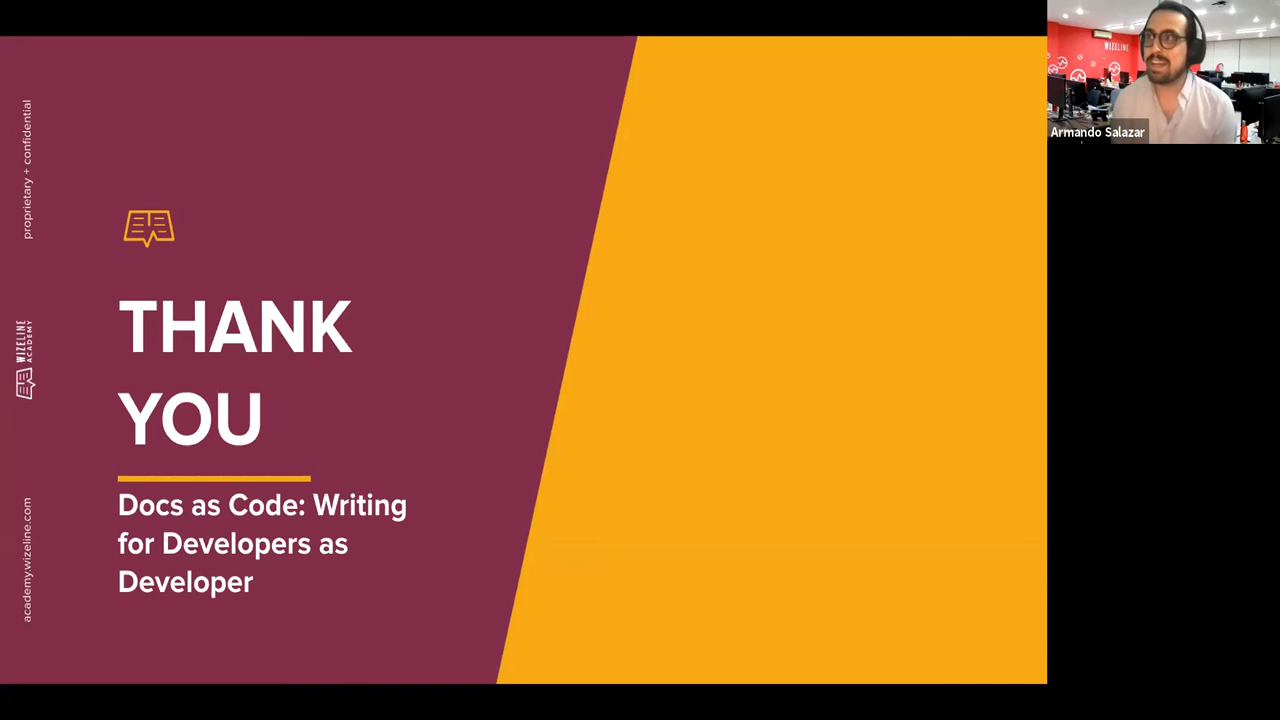 proprietary + confidential
WIZELINE
ACADEMY
academy.wizeline.com
THANK
YOU
Docs as Code: Writing
for Developers as
Developer
WIZELINE
Armando Salazar